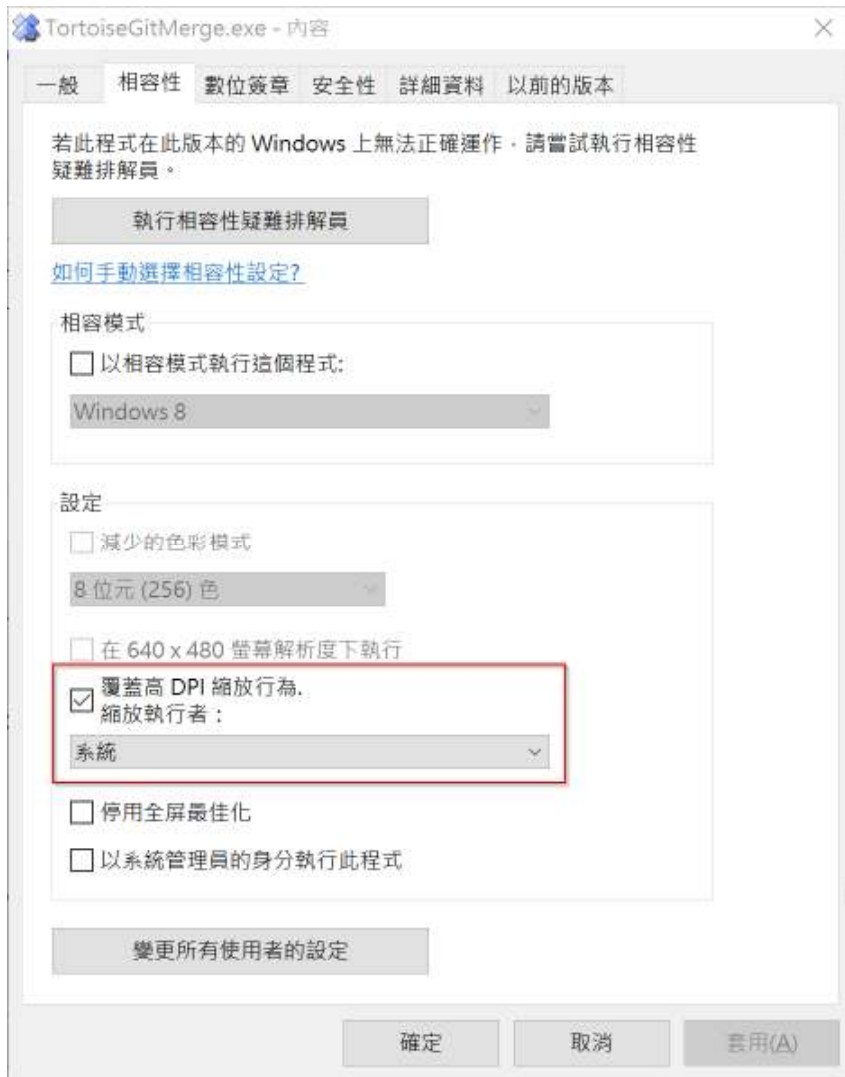 TortoiseGitMerge.exe - 內容
一般 相容性 數位簽章 安全性 詳細資料 以前的版本
若此程式在此版本的 Windows 上無法正確運作，請嘗試執行相容性
疑難排解員。
執行相容性疑難排解員
如何手動選擇相容性設定?
相容模式
以相容模式執行這個程式:
Windows 8
設定
減少的色彩模式
8 位元 (256) 色
在 640 x 480 螢幕解析度下執行
覆蓋高 DPI 縮放行為.
縮放執行者：
系統
停用全屏最佳化
以系統管理員的身分執行此程式
變更所有使用者的設定
確定 取消 套用(A)